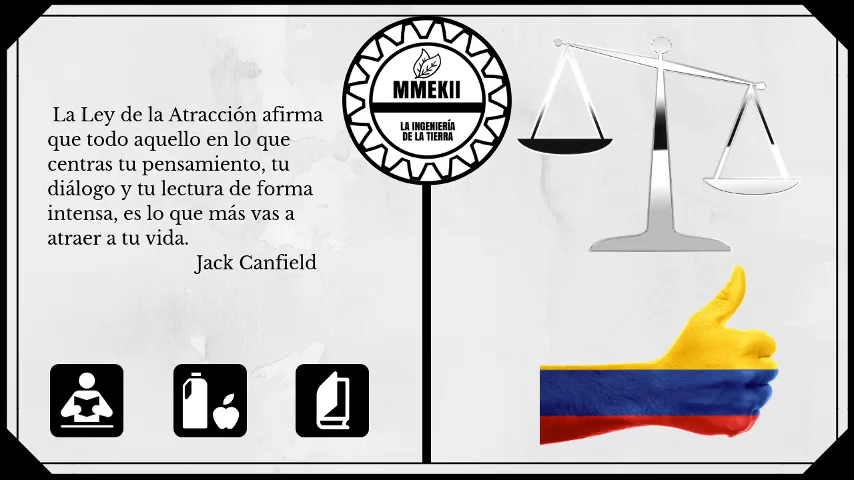 La Ley de la Atracción afirma
que todo aquello en lo que
centras tu pensamiento, tu
diálogo y tu lectura de forma
intensa, es lo que más vas a
atraer a tu vida.
Jack Canfield
MMEKII
LA INGENIERÍA
DE LA TIERRA